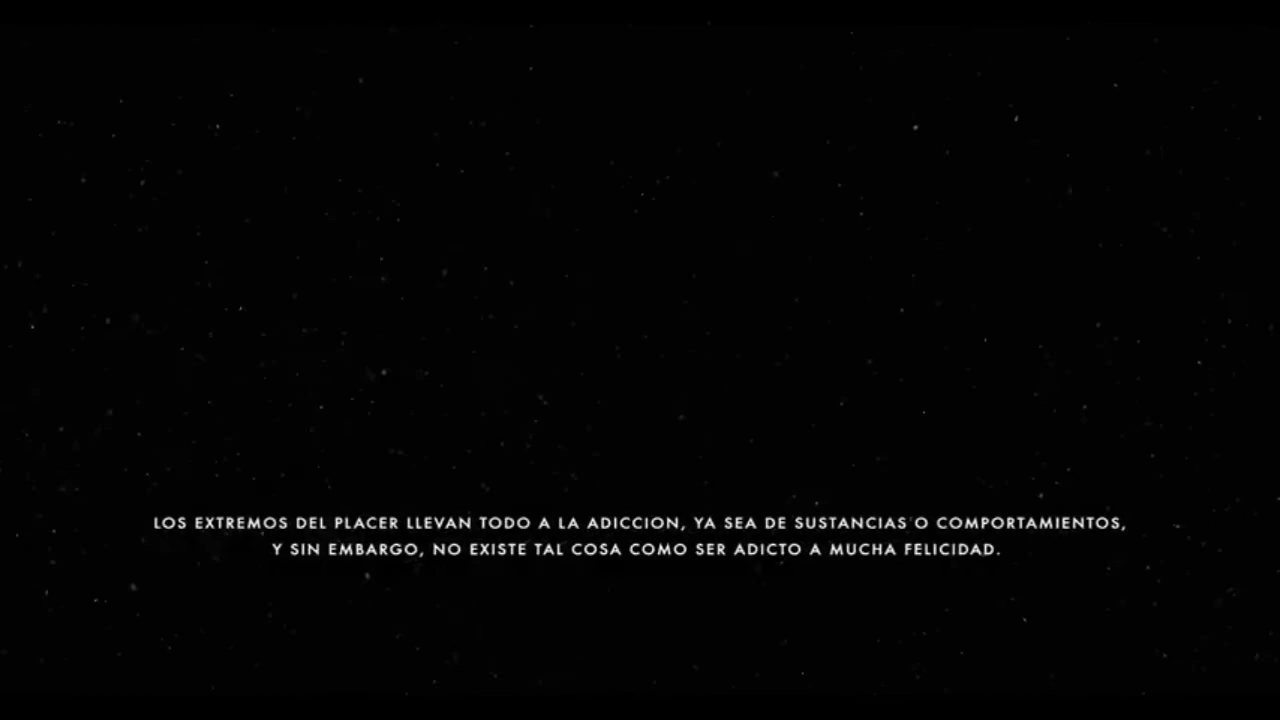 LOS EXTREMOS DEL PLACER LLEVAN TODO A LA ADICCION, YA SEA DE SUSTANCIAS O COMPORTAMIENTOS,
Y SIN EMBARGO, NO EXISTE TAL COSA COMO SER ADICTO A MUCHA FELICIDAD.